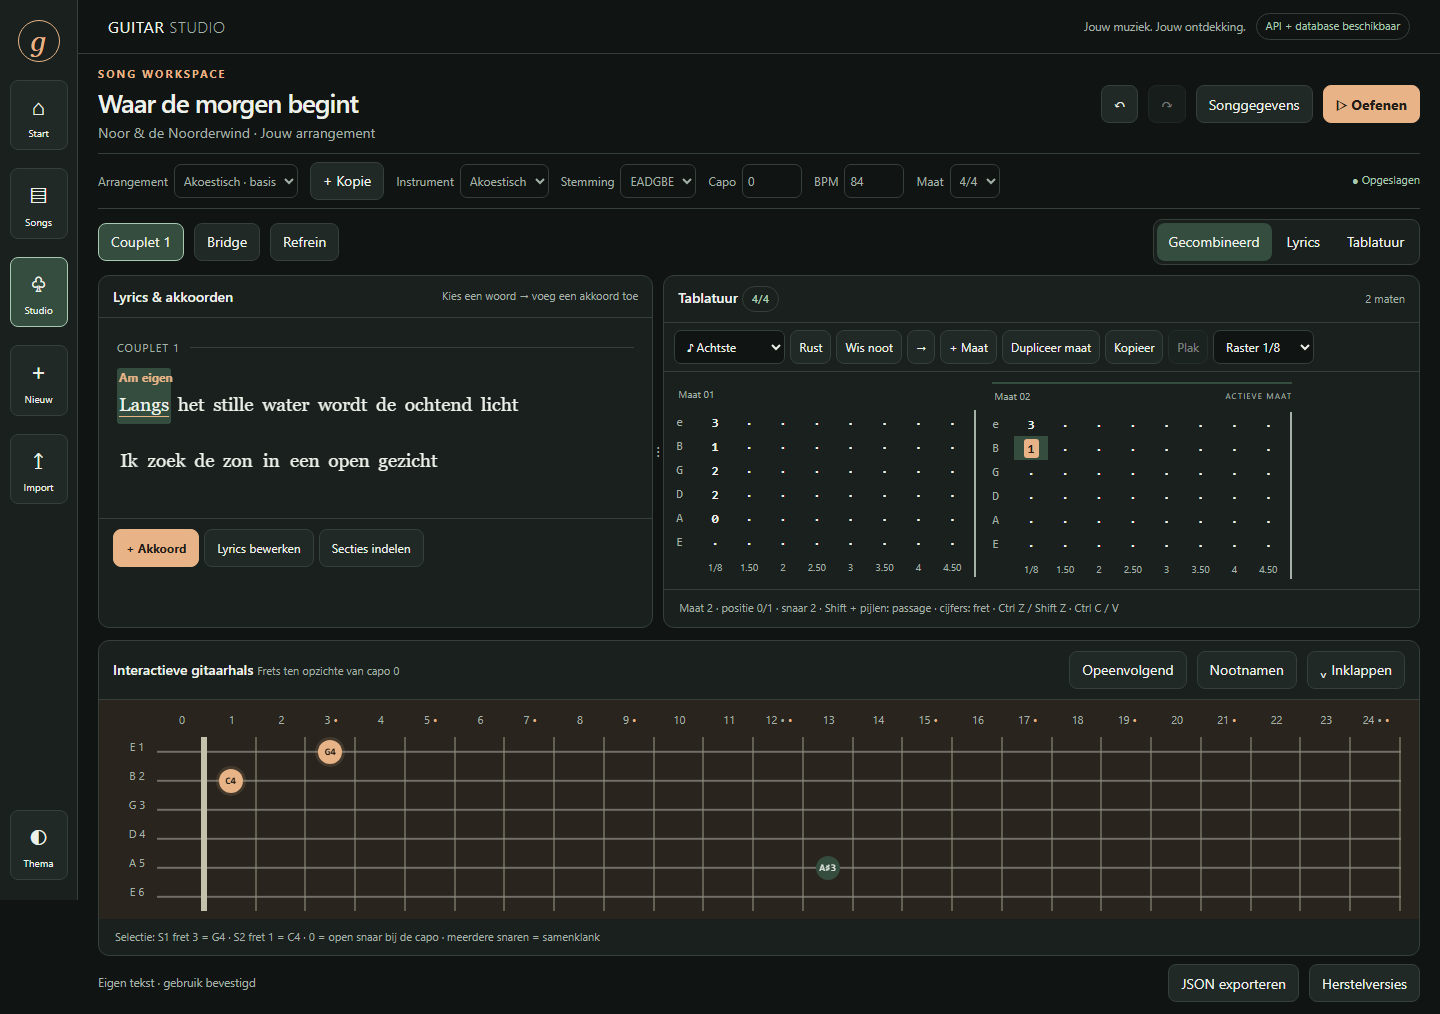 g
GUITAR STUDIO
Jouw muziek. Jouw ontdekking.
API + database beschikbaar
Start
Songs
Studio
Nieuw
Import
Thema
SONG WORKSPACE
Waar de morgen begint
Noor & de Noorderwind · Jouw arrangement
Songgegevens
Oefenen
Arrangement Akoestisch · basis + Kopie Instrument Akoestisch Stemming EADGBE Capo 0 BPM 84 Maat 4/4 Opgeslagen
Couplet 1 Bridge Refrein
Gecombineerd Lyrics Tablatuur
Lyrics & akkoorden
Kies een woord → voeg een akkoord toe
COUPLET 1
Am eigen
Langs het stille water wordt de ochtend licht
Ik zoek de zon in een open gezicht
+ Akkoord Lyrics bewerken Secties indelen
Tablatuur 4/4 2 maten
♪ Achtste Rust Wis noot → + Maat Dupliceer maat Kopieer Plak Raster 1/8
Maat 01
e 3 · · · · · · ·
B 1 · · · · · · ·
G 2 · · · · · · ·
D 2 · · · · · · ·
A 0 · · · · · · ·
E · · · · · · · ·
1/8 1.50 2 2.50 3 3.50 4 4.50
Maat 02 ACTIEVE MAAT
e 3 · · · · · · ·
B 1 · · · · · · ·
G · · · · · · · ·
D · · · · · · · ·
A · · · · · · · ·
E · · · · · · · ·
1/8 1.50 2 2.50 3 3.50 4 4.50
Maat 2 · positie 0/1 · snaar 2 · Shift + pijlen: passage · cijfers: fret · Ctrl Z / Shift Z · Ctrl C / V
Interactieve gitaarhals Frets ten opzichte van capo 0
Opeenvolgend Nootnamen Inklappen
0 1 2 3 • 4 5 • 6 7 • 8 9 • 10 11 12 • • 13 14 15 • 16 17 • 18 19 • 20 21 • 22 23 24 • •
E 1 G4
B 2 C4
G 3
D 4
A 5 A♯3
E 6
Selectie: S1 fret 3 = G4 · S2 fret 1 = C4 · 0 = open snaar bij de capo · meerdere snaren = samenklank
Eigen tekst · gebruik bevestigd
JSON exporteren Herstelversies